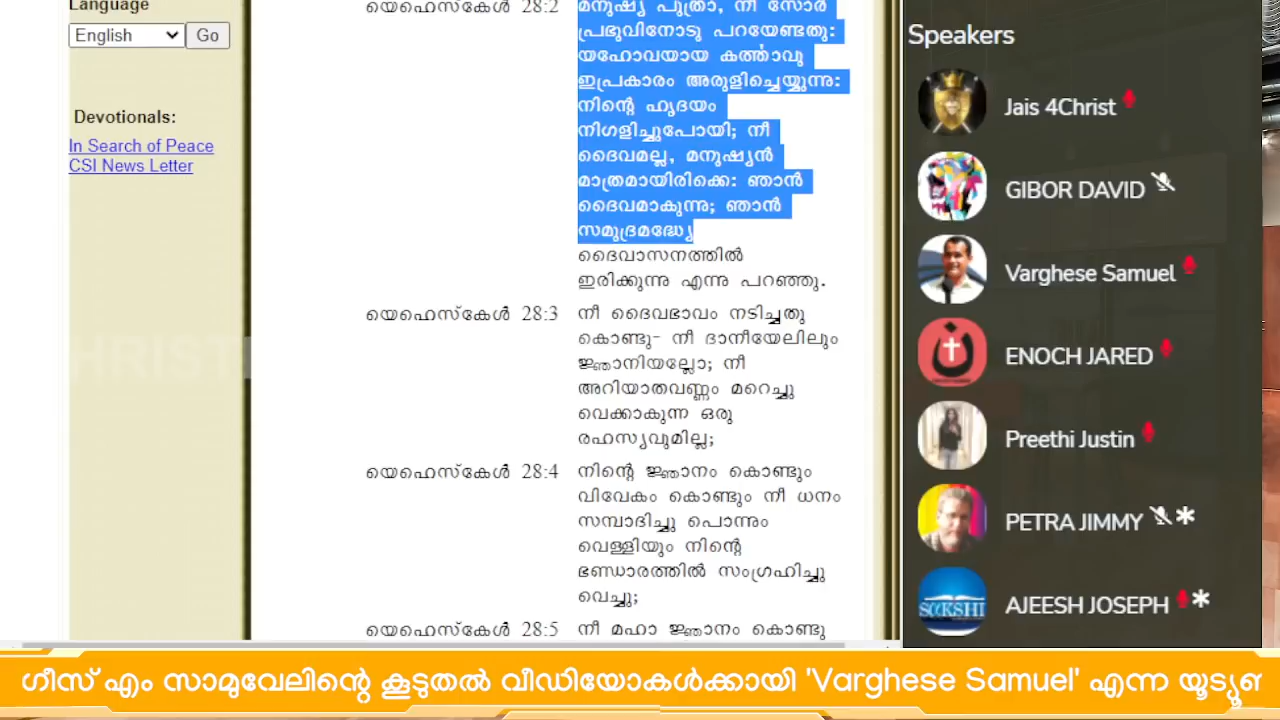 Language
English
Go
Devotionals:
In Search of Peace
CSI News Letter
യെഹെസ്കേൽ 28:2
മനുഷ്യ പുത്രാ, നീ സോർ
പ്രഭുവിനോടു പറയേണ്ടതു:
യഹോവയായ കർത്താവു
ഇപ്രകാരം അരുളിച്ചെയ്യുന്നു:
നിന്റെ ഹൃദയം
നിഗളിച്ചുപോയി; നീ
ദൈവമല്ല, മനുഷ്യൻ
മാത്രമായിരിക്കെ: ഞാൻ
ദൈവമാകുന്നു; ഞാൻ
സമുദ്രമദ്ധ്യേ
ദൈവാസനത്തിൽ
ഇരിക്കുന്നു എന്നു പറഞ്ഞു.
യെഹെസ്കേൽ 28:3
നീ ദൈവഭാവം നടിച്ചതു
കൊണ്ടു- നീ ദാനീയേലിലും
ജ്ഞാനിയല്ലോ; നീ
അറിയാതവണ്ണം മറെച്ചു
വെക്കാകുന്ന ഒരു
രഹസ്യവുമില്ല;
യെഹെസ്കേൽ 28:4
നിന്റെ ജ്ഞാനം കൊണ്ടും
വിവേകം കൊണ്ടും നീ ധനം
സമ്പാദിച്ചു പൊന്നും
വെള്ളിയും നിന്റെ
ഭണ്ഡാരത്തിൽ സംഗ്രഹിച്ചു
വെച്ചു;
യെഹെസ്കേൽ 28:5
നീ മഹാ ജ്ഞാനം കൊണ്ടു
Speakers
Jais 4Christ
GIBOR DAVID
Varghese Samuel
ENOCH JARED
Preethi Justin
PETRA JIMMY
AJEESH JOSEPH
SAKSHI
ഗീസ് എം സാമുവേലിന്റെ കൂടുതൽ വീഡിയോകൾക്കായി 'Varghese Samuel' എന്ന